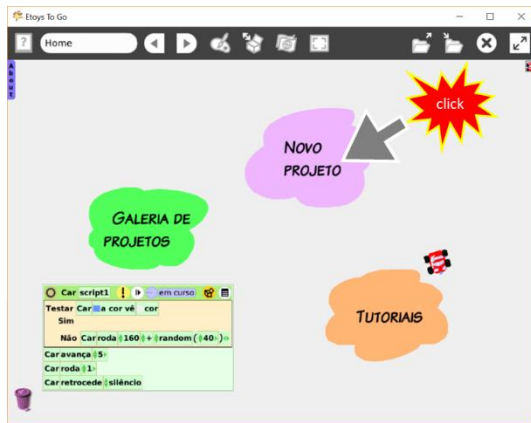 Etoys To Go
? Home
About
click
NOVO
PROJETO
GALERIA DE
PROJETOS
TUTORIAIS
Car script1 ! em curso
Testar Car a cor vê cor
Sim
Não Car roda 160 + random ( 40 )
Car avança 5
Car roda 1
Car retrocede silêncio